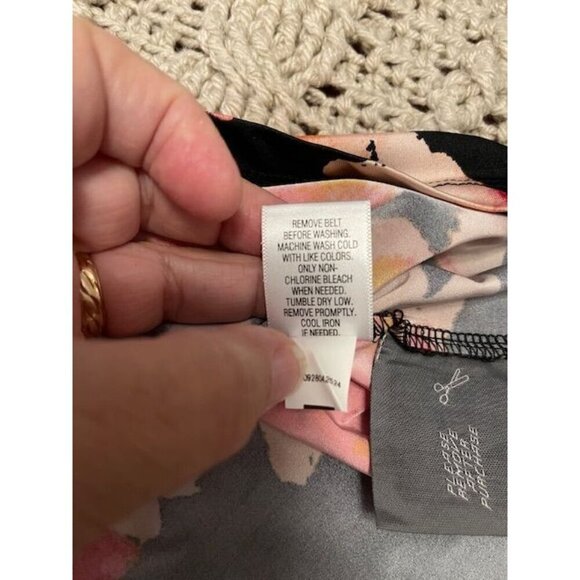 REMOVE BELT
BEFORE WASHING.
MACHINE WASH COLD
WITH LIKE COLORS.
ONLY NON-
CHLORINE BLEACH
WHEN NEEDED.
TUMBLE DRY LOW.
REMOVE PROMPTLY.
COOL IRON
IF NEEDED.
PLEASE
REMOVE
AFTER
PURCHASE